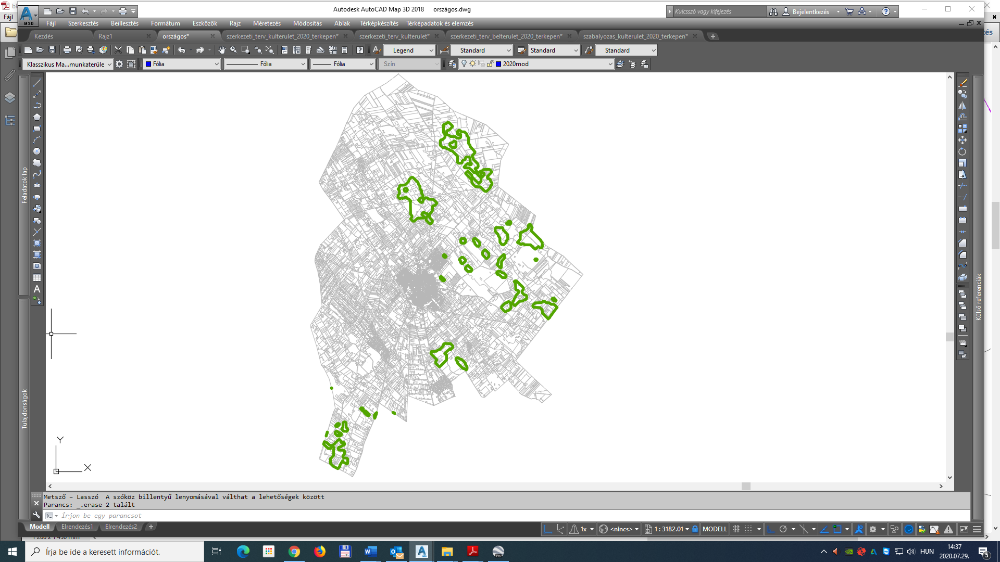 Autodesk AutoCAD Map 3D 2018 országos.dwg
Kulcsszó vagy kifejezés
Bejelentkezés
M3D
Fájl
Fájl Szerkesztés Beillesztés Formátum Eszközök Rajz Méretezés Módosítás Ablak Térképkészítés Térképadatok és elemzés
Kezdés Rajz1 országos* szerkezeti_terv_kulterulet_2020_terkepen* szerkezeti_terv_kulterulet* szerkezeti_terv_belterulet_2020_terkepen* szabalyozas_kulterulet_2020_terkepen*
Legend Standard Standard Standard
Klasszikus Ma...munkaterüle Fólia Fólia Fólia Szín 2020mod
Feladatok lap
Tulajdonságok
Külső referenciák
A
ABC
Y
X
Metsző – Lasszó A szóköz billentyű lenyomásával válthat a lehetőségek között
Parancs: _.erase 2 talált
Írjon be egy parancsot
Modell Elrendezés1 Elrendezés2
1x <nincs> 1 : 3182.01 MODELL
Írja be ide a keresett információt.
HUN
14:37
2020.07.29.
5